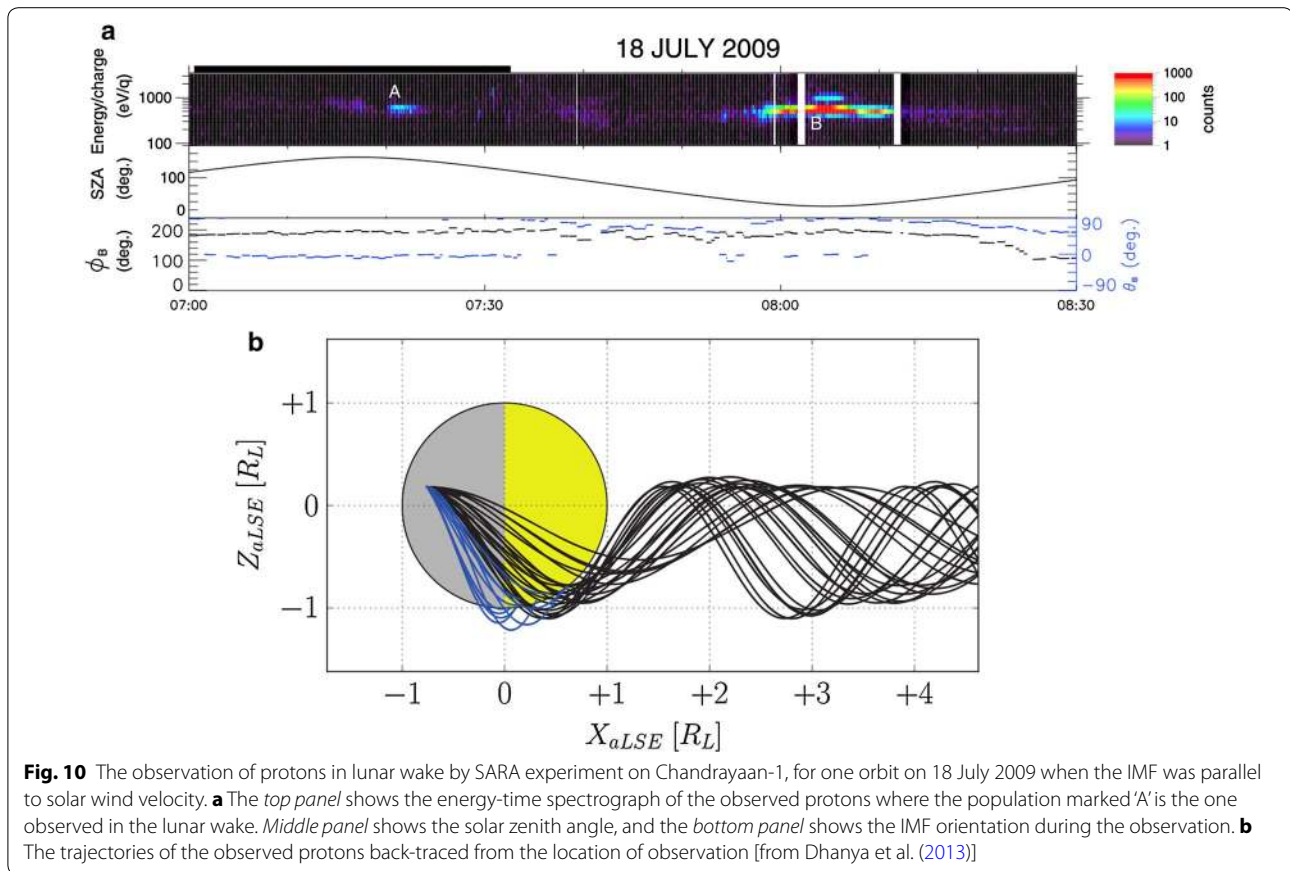 a
18 JULY 2009
Energy/charge
(eV/q)
1000
100
A
B
1000
100
10
1
counts
SZA
(deg.)
100
0
ϕB
(deg.)
200
100
0
90
0
−90
θB (deg.)
07:00 07:30 08:00 08:30
b
ZaLSE [RL]
+1
0
−1
−1 0 +1 +2 +3 +4
XaLSE [RL]
Fig. 10 The observation of protons in lunar wake by SARA experiment on Chandrayaan-1, for one orbit on 18 July 2009 when the IMF was parallel
to solar wind velocity. a The top panel shows the energy-time spectrograph of the observed protons where the population marked ‘A’ is the one
observed in the lunar wake. Middle panel shows the solar zenith angle, and the bottom panel shows the IMF orientation during the observation. b
The trajectories of the observed protons back-traced from the location of observation [from Dhanya et al. (2013)]